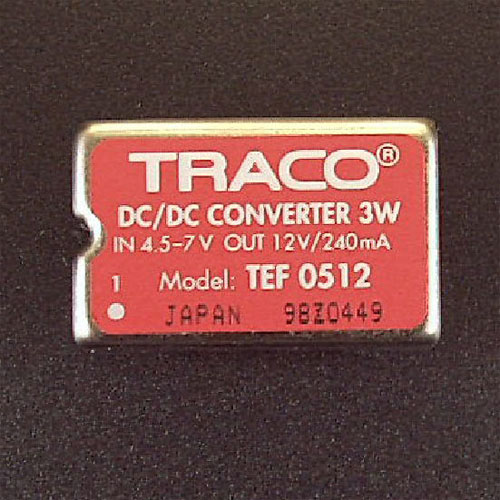 TRACO®
DC/DC CONVERTER 3W
IN 4.5–7 V OUT 12V/240mA
1 Model: TEF 0512
JAPAN 98Z0449